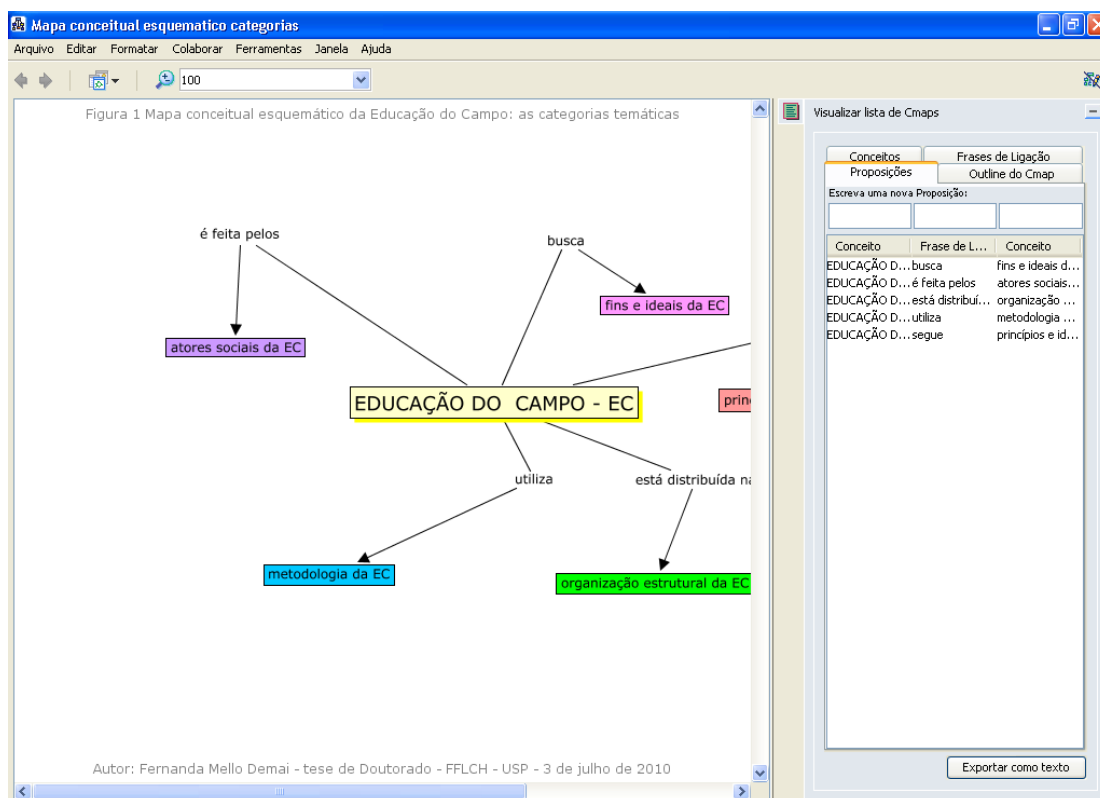 Mapa conceitual esquematico categorias
Arquivo Editar Formatar Colaborar Ferramentas Janela Ajuda
100
Figura 1 Mapa conceitual esquemático da Educação do Campo: as categorias temáticas
é feita pelos
busca
fins e ideais da EC
atores sociais da EC
EDUCAÇÃO DO CAMPO - EC
prin
utiliza
está distribuída na
metodologia da EC
organização estrutural da EC
Autor: Fernanda Mello Demai - tese de Doutorado - FFLCH - USP - 3 de julho de 2010
Visualizar lista de Cmaps
Conceitos Frases de Ligação
Proposições Outline do Cmap
Escreva uma nova Proposição:
Conceito Frase de L... Conceito
EDUCAÇÃO D... busca fins e ideais d...
EDUCAÇÃO D... é feita pelos atores sociais...
EDUCAÇÃO D... está distribuí... organização ...
EDUCAÇÃO D... utiliza metodologia ...
EDUCAÇÃO D... segue princípios e id...
Exportar como texto